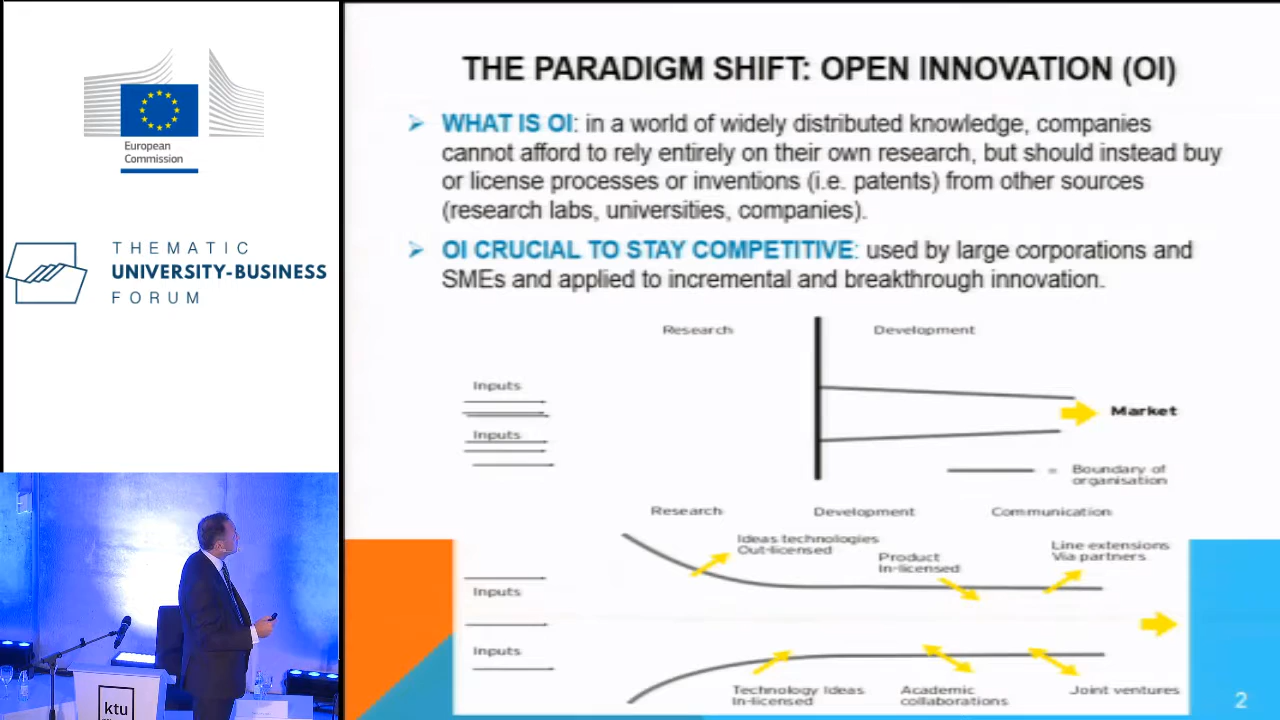 European
Commission
THEMATIC
UNIVERSITY-BUSINESS
FORUM
THE PARADIGM SHIFT: OPEN INNOVATION (OI)
WHAT IS OI: in a world of widely distributed knowledge, companies
cannot afford to rely entirely on their own research, but should instead buy
or license processes or inventions (i.e. patents) from other sources
(research labs, universities, companies).
OI CRUCIAL TO STAY COMPETITIVE: used by large corporations and
SMEs and applied to incremental and breakthrough innovation.
Research
Development
Inputs
Market
Inputs
= Boundary of
organisation
Research
Development
Communication
Ideas technologies
Out-licensed
Product
In-licensed
Line extensions
Via partners
Inputs
Inputs
Technology Ideas
In-licensed
Academic
collaborations
Joint ventures
2
ktu